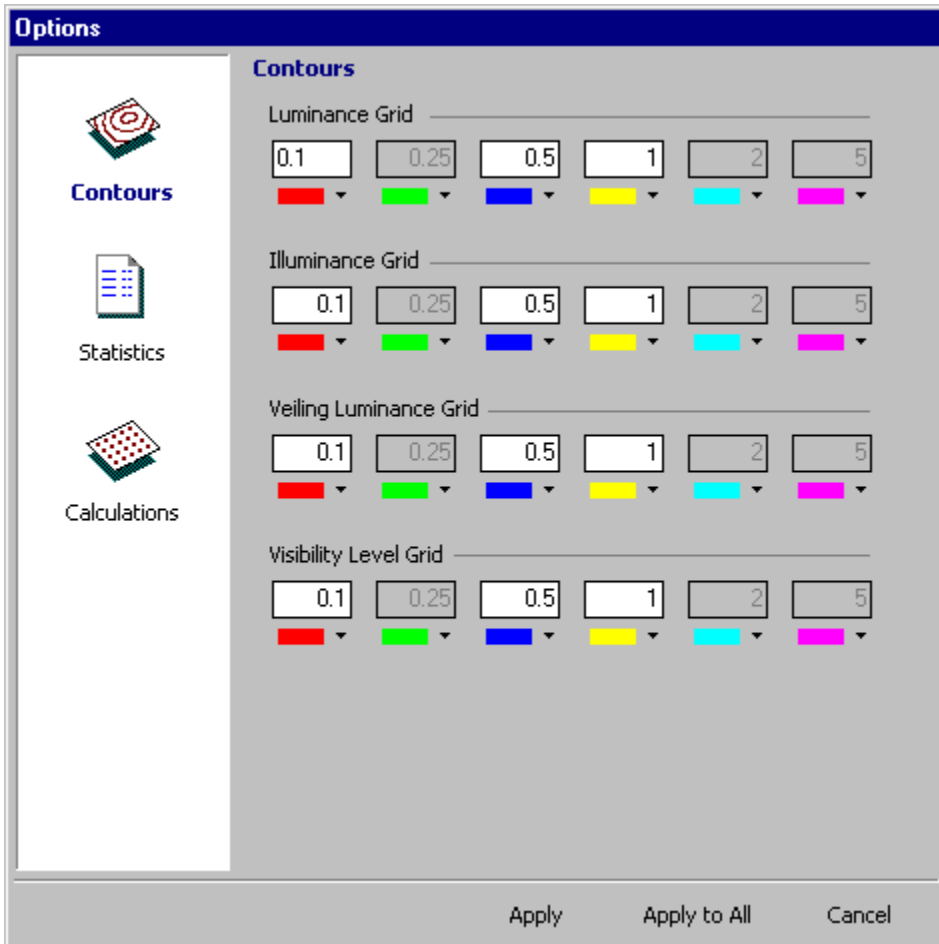 Options
Contours
Statistics
Calculations
Contours
Luminance Grid
0.1 0.25 0.5 1 2 5
Illuminance Grid
0.1 0.25 0.5 1 2 5
Veiling Luminance Grid
0.1 0.25 0.5 1 2 5
Visibility Level Grid
0.1 0.25 0.5 1 2 5
Apply Apply to All Cancel